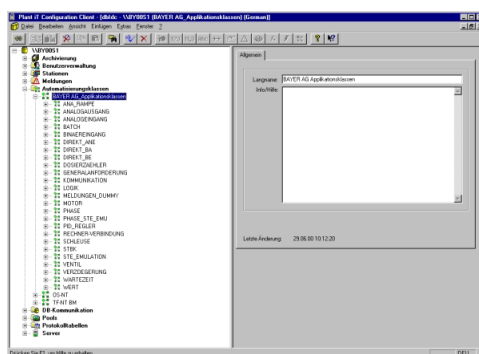 Plant iT Configuration Client - [dbldc - \\BY0051 (BAYER AG_Applikationsklassen) (German)]
Datei Bearbeiten Ansicht Einfügen Extras Fenster ?
\\BY0051
Archivierung
Benutzerverwaltung
Stationen
Meldungen
Automatisierungsklassen
BAYER AG_Applikationsklassen
ANA_RAMPE
ANALOGAUSGANG
ANALOGEINGANG
BATCH
BINAEREINGANG
DIREKT_ANE
DIREKT_BA
DIREKT_BE
DOSIERZAEHLER
GENERALANFORDERUNG
KOMMUNIKATION
LOGIK
MELDUNGEN_DUMMY
MOTOR
PHASE
PHASE_STE_EMU
PID_REGLER
RECHNER-VERBINDUNG
SCHLEUSE
STBK
STE_EMULATION
VENTIL
VERZOEGERUNG
WARTEZEIT
WERT
OS-NT
TF-NT BM
DB-Kommunikation
Pools
Protokolltabellen
Server
Allgemein
Langname: BAYER AG Applikationsklassen
Info/Hilfe:
Letzte Änderung: 29.06.00 10:12:20
Drücken Sie F1, um Hilfe zu erhalten.
DEU